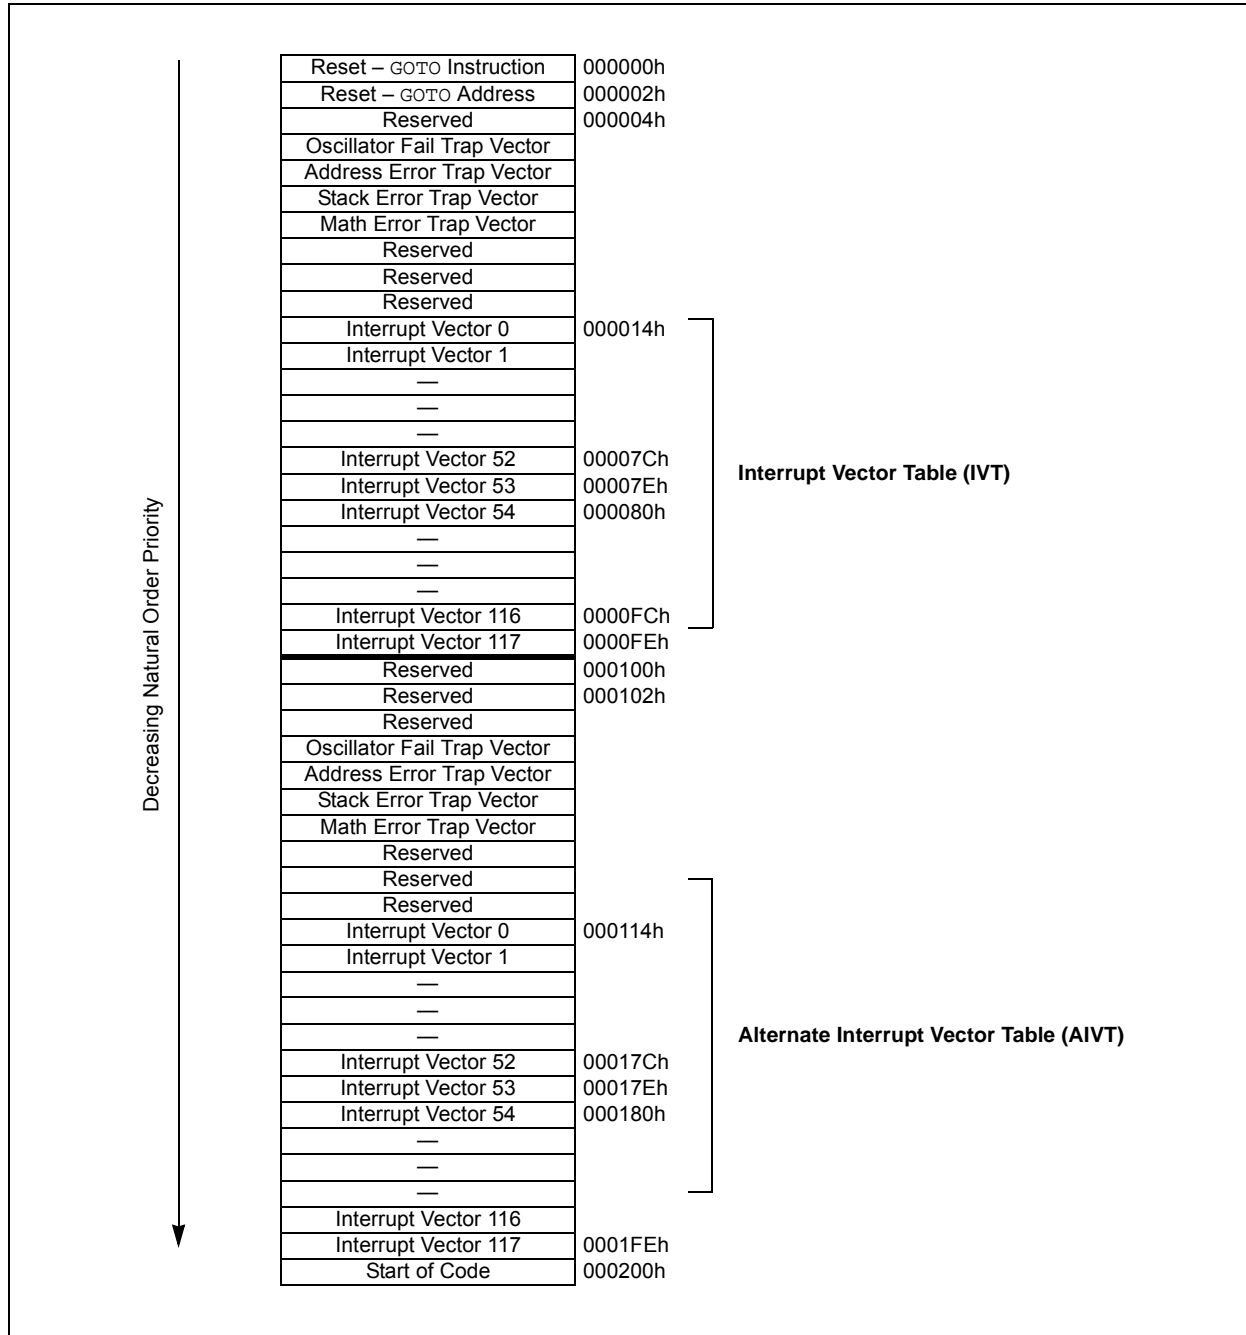 Reset – GOTO Instruction 000000h
Reset – GOTO Address 000002h
Reserved 000004h
Oscillator Fail Trap Vector
Address Error Trap Vector
Stack Error Trap Vector
Math Error Trap Vector
Reserved
Reserved
Reserved
Interrupt Vector 0 000014h
Interrupt Vector 1
—
—
—
Interrupt Vector 52 00007Ch
Interrupt Vector Table (IVT)
Interrupt Vector 53 00007Eh
Interrupt Vector 54 000080h
—
—
—
Interrupt Vector 116 0000FCh
Interrupt Vector 117 0000FEh
Decreasing Natural Order Priority
Reserved 000100h
Reserved 000102h
Reserved
Oscillator Fail Trap Vector
Address Error Trap Vector
Stack Error Trap Vector
Math Error Trap Vector
Reserved
Reserved
Reserved
Interrupt Vector 0 000114h
Interrupt Vector 1
—
—
—
Alternate Interrupt Vector Table (AIVT)
Interrupt Vector 52 00017Ch
Interrupt Vector 53 00017Eh
Interrupt Vector 54 000180h
—
—
—
Interrupt Vector 116
Interrupt Vector 117 0001FEh
Start of Code 000200h